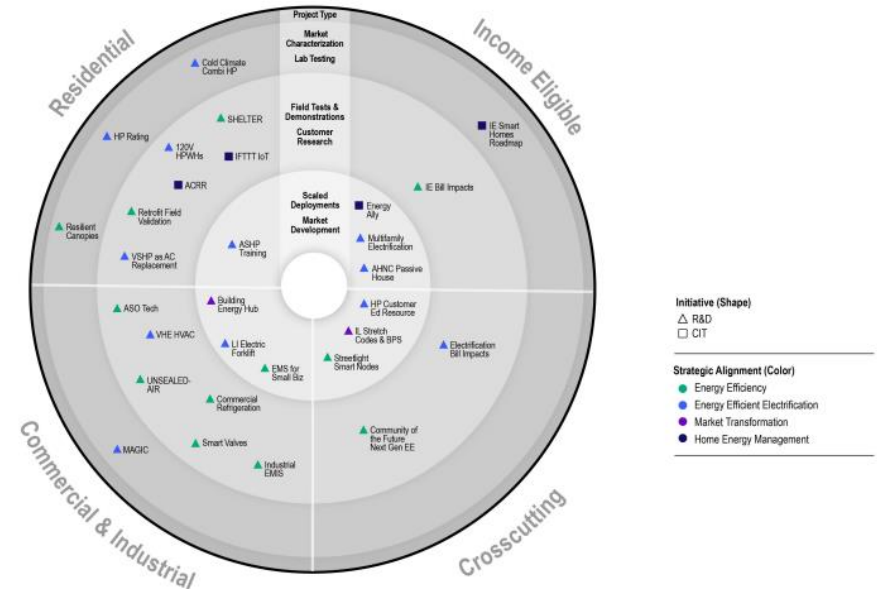 Project Type
Market
Characterization
Lab Testing
Field Tests &
Demonstrations
Customer
Research
Scaled
Deployments
Market
Development
Residential
Cold Climate
Combi HP
SHELTER
HP Rating
120V
HPWHs
IFTTT IoT
ACRR
Retrofit Field
Validation
Resilient
Canopies
VSHP as AC
Replacement
ASHP
Training
Income Eligible
IE Smart
Homes
Roadmap
IE Bill Impacts
Energy
Ally
Multifamily
Electrification
AHNC Passive
House
Commercial & Industrial
Building
Energy Hub
ASO Tech
VHE HVAC
LI Electric
Forklift
EMS for
Small Biz
UNSEALED-
AIR
Commercial
Refrigeration
MAGIC
Smart Valves
Industrial
EMIS
Crosscutting
HP Customer
Ed Resource
IL Stretch
Codes & BPS
Streetlight
Smart Nodes
Electrification
Bill Impacts
Community of
the Future
Next Gen EE
Initiative (Shape)
R&D
CIT
Strategic Alignment (Color)
Energy Efficiency
Energy Efficient Electrification
Market Transformation
Home Energy Management